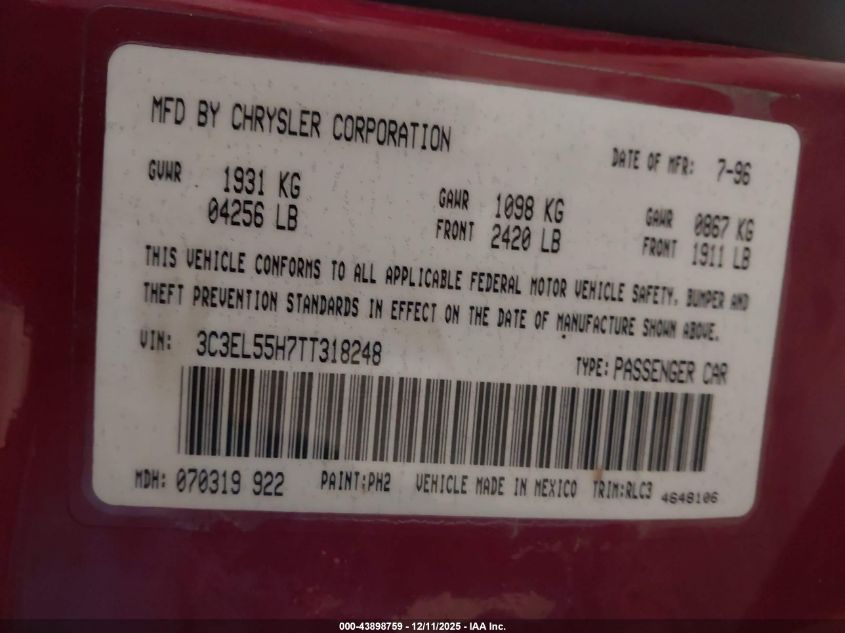 MFD BY CHRYSLER CORPORATION
DATE OF MFR: 7-96
GVWR 1931 KG
04256 LB
GAWR 1098 KG
FRONT 2420 LB
GAWR 0867 KG
FRONT 1911 LB
THIS VEHICLE CONFORMS TO ALL APPLICABLE FEDERAL MOTOR VEHICLE SAFETY, BUMPER AND
THEFT PREVENTION STANDARDS IN EFFECT ON THE DATE OF MANUFACTURE SHOWN ABOVE.
VIN: 3C3EL55H7TT318248
TYPE: PASSENGER CAR
MDH: 070319 922 PAINT:PH2 VEHICLE MADE IN MEXICO TRIM:RLC3 4648106
000-43898759 - 12/11/2025 - IAA Inc.